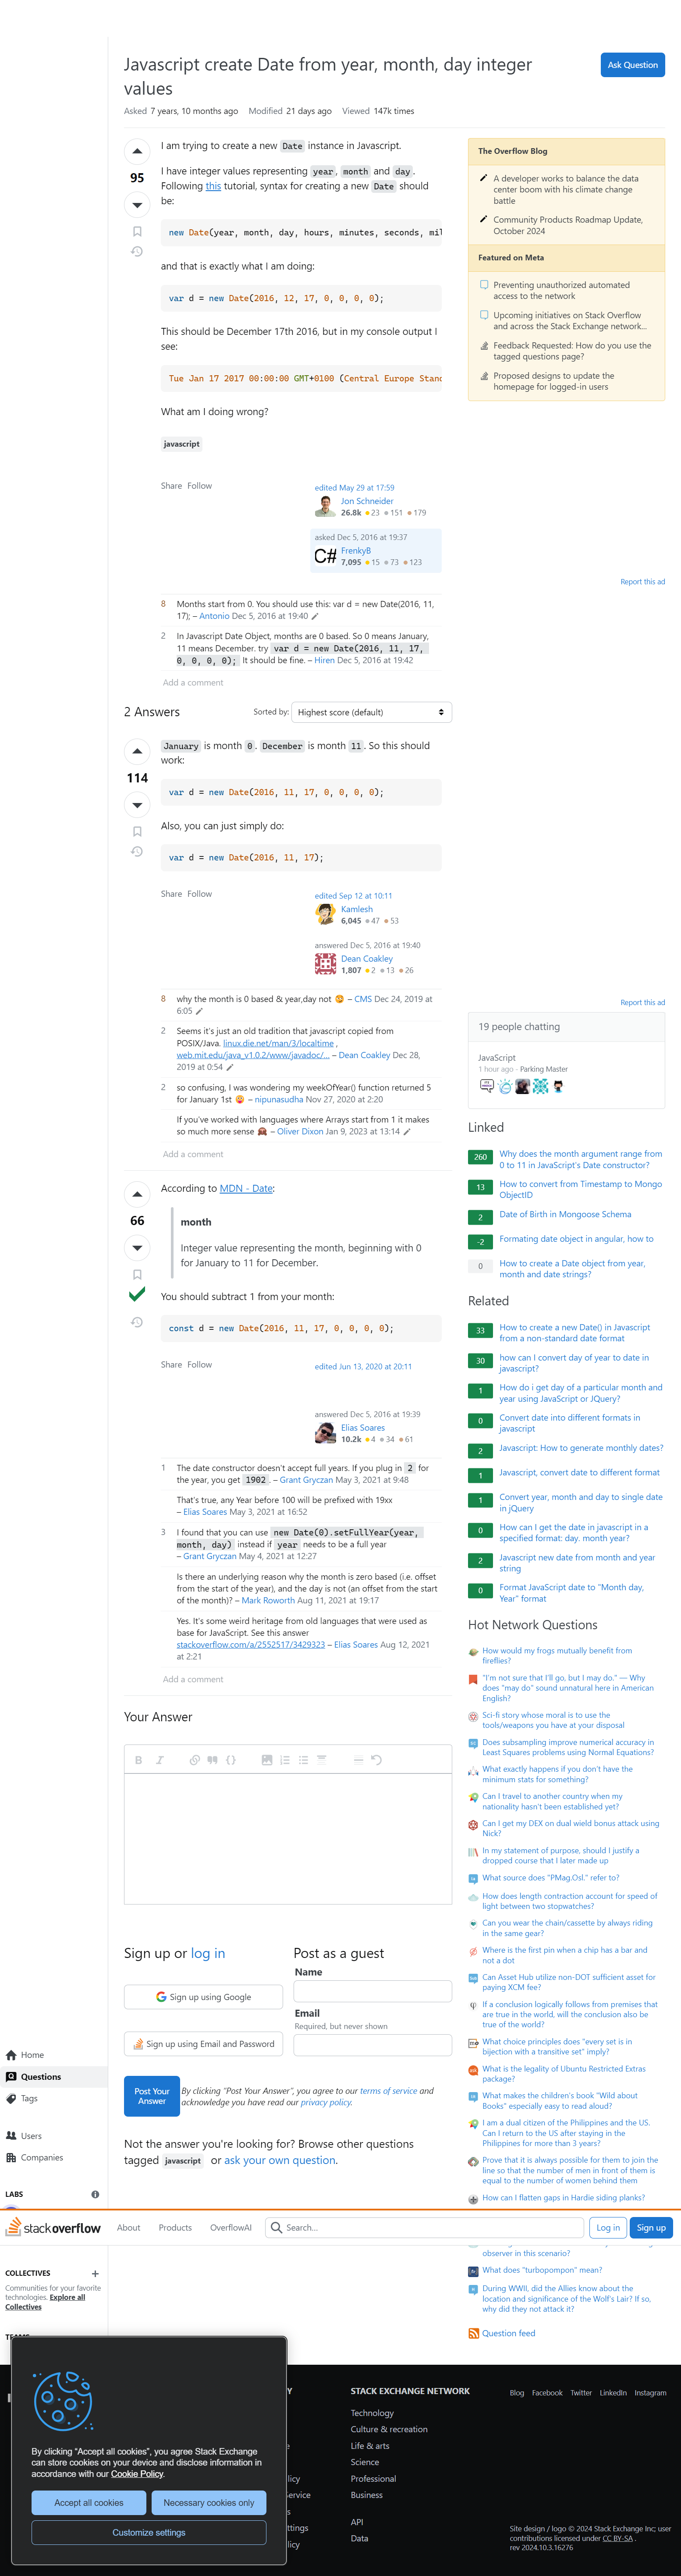 Javascript create Date from year, month, day integer
values
Ask Question
Asked 7 years, 10 months ago Modified 21 days ago Viewed 147k times
95
I am trying to create a new Date instance in Javascript.
I have integer values representing year, month and day.
Following this tutorial, syntax for creating a new Date should
be:
new Date(year, month, day, hours, minutes, seconds, mil
and that is exactly what I am doing:
var d = new Date(2016, 12, 17, 0, 0, 0, 0);
This should be December 17th 2016, but in my console output I
see:
Tue Jan 17 2017 00:00:00 GMT+0100 (Central Europe Stand
What am I doing wrong?
javascript
Share Follow
edited May 29 at 17:59
Jon Schneider
26.8k 23 151 179
asked Dec 5, 2016 at 19:37
C#
FrenkyB
7,095 15 73 123
8 Months start from 0. You should use this: var d = new Date(2016, 11,
17); – Antonio Dec 5, 2016 at 19:40
2 In Javascript Date Object, months are 0 based. So 0 means January,
11 means December. try var d = new Date(2016, 11, 17,
0, 0, 0, 0); It should be fine. – Hiren Dec 5, 2016 at 19:42
Add a comment
2 Answers
Sorted by: Highest score (default)
114
January is month 0. December is month 11. So this should
work:
var d = new Date(2016, 11, 17, 0, 0, 0, 0);
Also, you can just simply do:
var d = new Date(2016, 11, 17);
Share Follow
edited Sep 12 at 10:11
Kamlesh
6,045 47 53
answered Dec 5, 2016 at 19:40
Dean Coakley
1,807 2 13 26
8 why the month is 0 based & year,day not – CMS Dec 24, 2019 at
6:05
2 Seems it's just an old tradition that javascript copied from
POSIX/Java. linux.die.net/man/3/localtime ,
web.mit.edu/java_v1.0.2/www/javadoc/… – Dean Coakley Dec 28,
2019 at 0:54
2 so confusing, I was wondering my weekOfYear() function returned 5
for January 1st – nipunasudha Nov 27, 2020 at 2:20
If you've worked with languages where Arrays start from 1 it makes
so much more sense – Oliver Dixon Jan 9, 2023 at 13:14
Add a comment
66
According to MDN - Date:
month
Integer value representing the month, beginning with 0
for January to 11 for December.
You should subtract 1 from your month:
const d = new Date(2016, 11, 17, 0, 0, 0, 0);
Share Follow
edited Jun 13, 2020 at 20:11
answered Dec 5, 2016 at 19:39
Elias Soares
10.2k 4 34 61
1 The date constructor doesn't accept full years. If you plug in 2 for
the year, you get 1902. – Grant Gryczan May 3, 2021 at 9:48
That's true, any Year before 100 will be prefixed with 19xx
– Elias Soares May 3, 2021 at 16:52
3 I found that you can use new Date(0).setFullYear(year,
month, day) instead if year needs to be a full year
– Grant Gryczan May 4, 2021 at 12:27
Is there an underlying reason why the month is zero based (i.e. offset
from the start of the year), and the day is not (an offset from the start
of the month)? – Mark Roworth Aug 11, 2021 at 19:17
Yes. It's some weird heritage from old languages that were used as
base for JavaScript. See this answer
stackoverflow.com/a/2552517/3429323 – Elias Soares Aug 12, 2021
at 2:21
Add a comment
Your Answer
B I
Sign up or log in
Sign up using Google
Sign up using Email and Password
Post as a guest
Name
Email
Required, but never shown
Post Your
Answer
By clicking "Post Your Answer", you agree to our terms of service and
acknowledge you have read our privacy policy.
Not the answer you're looking for? Browse other questions
tagged javascript or ask your own question.
The Overflow Blog
A developer works to balance the data
center boom with his climate change
battle
Community Products Roadmap Update,
October 2024
Featured on Meta
Preventing unauthorized automated
access to the network
Upcoming initiatives on Stack Overflow
and across the Stack Exchange network...
Feedback Requested: How do you use the
tagged questions page?
Proposed designs to update the
homepage for logged-in users
Report this ad
Report this ad
19 people chatting
JavaScript
1 hour ago - Parking Master
Linked
260 Why does the month argument range from
0 to 11 in JavaScript's Date constructor?
13 How to convert from Timestamp to Mongo
ObjectID
2 Date of Birth in Mongoose Schema
-2 Formating date object in angular, how to
0 How to create a Date object from year,
month and date strings?
Related
33 How to create a new Date() in Javascript
from a non-standard date format
30 how can I convert day of year to date in
javascript?
1 How do i get day of a particular month and
year using JavaScript or JQuery?
0 Convert date into different formats in
javascript
2 Javascript: How to generate monthly dates?
1 Javascript, convert date to different format
1 Convert year, month and day to single date
in jQuery
0 How can I get the date in javascript in a
specified format: day. month year?
2 Javascript new date from month and year
string
0 Format JavaScript date to "Month day,
Year" format
Hot Network Questions
How would my frogs mutually benefit from
fireflies?
"I'm not sure that I'll go, but I may do." — Why
does "may do" sound unnatural here in American
English?
Sci-fi story whose moral is to use the
tools/weapons you have at your disposal
Does subsampling improve numerical accuracy in
Least Squares problems using Normal Equations?
What exactly happens if you don't have the
minimum stats for something?
Can I travel to another country when my
nationality hasn't been established yet?
Can I get my DEX on dual wield bonus attack using
Nick?
In my statement of purpose, should I justify a
dropped course that I later made up
What source does "PMag.Osl." refer to?
How does length contraction account for speed of
light between two stopwatches?
Can you wear the chain/cassette by always riding
in the same gear?
Where is the first pin when a chip has a bar and
not a dot
Can Asset Hub utilize non-DOT sufficient asset for
paying XCM fee?
If a conclusion logically follows from premises that
are true in the world, will the conclusion also be
true of the world?
What choice principles does "every set is in
bijection with a transitive set" imply?
What is the legality of Ubuntu Restricted Extras
package?
What makes the children's book "Wild about
Books" especially easy to read aloud?
I am a dual citizen of the Philippines and the US.
Can I return to the US after staying in the
Philippines for more than 3 years?
Prove that it is always possible for them to join the
line so that the number of men in front of them is
equal to the number of women behind them
How can I flatten gaps in Hardie siding planks?
observer in this scenario?
What does "turbopompon" mean?
During WWII, did the Allies know about the
location and significance of the Wolf's Lair? If so,
why did they not attack it?
Question feed
Home
Questions
Tags
Users
Companies
LABS
stackoverflow About Products OverflowAI Search… Log in Sign up
COLLECTIVES
Communities for your favorite
technologies. Explore all
Collectives
By clicking "Accept all cookies", you agree Stack Exchange
can store cookies on your device and disclose information in
accordance with our Cookie Policy.
Accept all cookies
Necessary cookies only
Customize settings
STACK EXCHANGE NETWORK
Technology
Culture & recreation
Life & arts
Science
Professional
Business
API
Data
Blog Facebook Twitter LinkedIn Instagram
Site design / logo © 2024 Stack Exchange Inc; user
contributions licensed under CC BY-SA .
rev 2024.10.3.16276